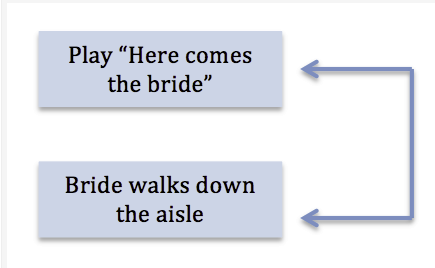 Play “Here comes
the bride”
Bride walks down
the aisle